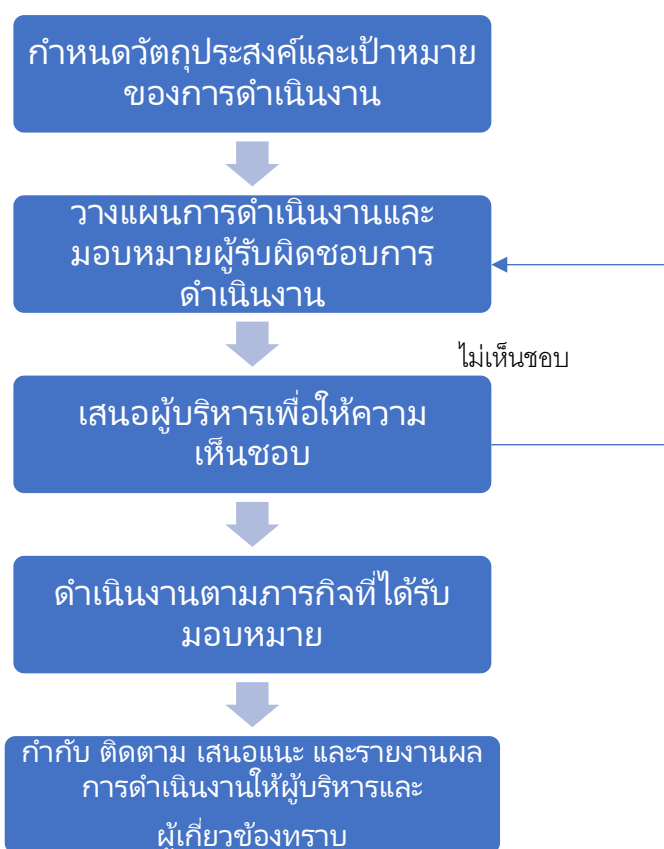 กำหนดวัตถุประสงค์และเป้าหมาย
ของการดำเนินงาน
วางแผนการดำเนินงานและ
มอบหมายผู้รับผิดชอบการ
ดำเนินงาน
ไม่เห็นชอบ
เสนอผู้บริหารเพื่อให้ความ
เห็นชอบ
ดำเนินงานตามภารกิจที่ได้รับ
มอบหมาย
กำกับ ติดตาม เสนอแนะ และรายงานผล
การดำเนินงานให้ผู้บริหารและ
ผู้เกี่ยวข้องทราบ